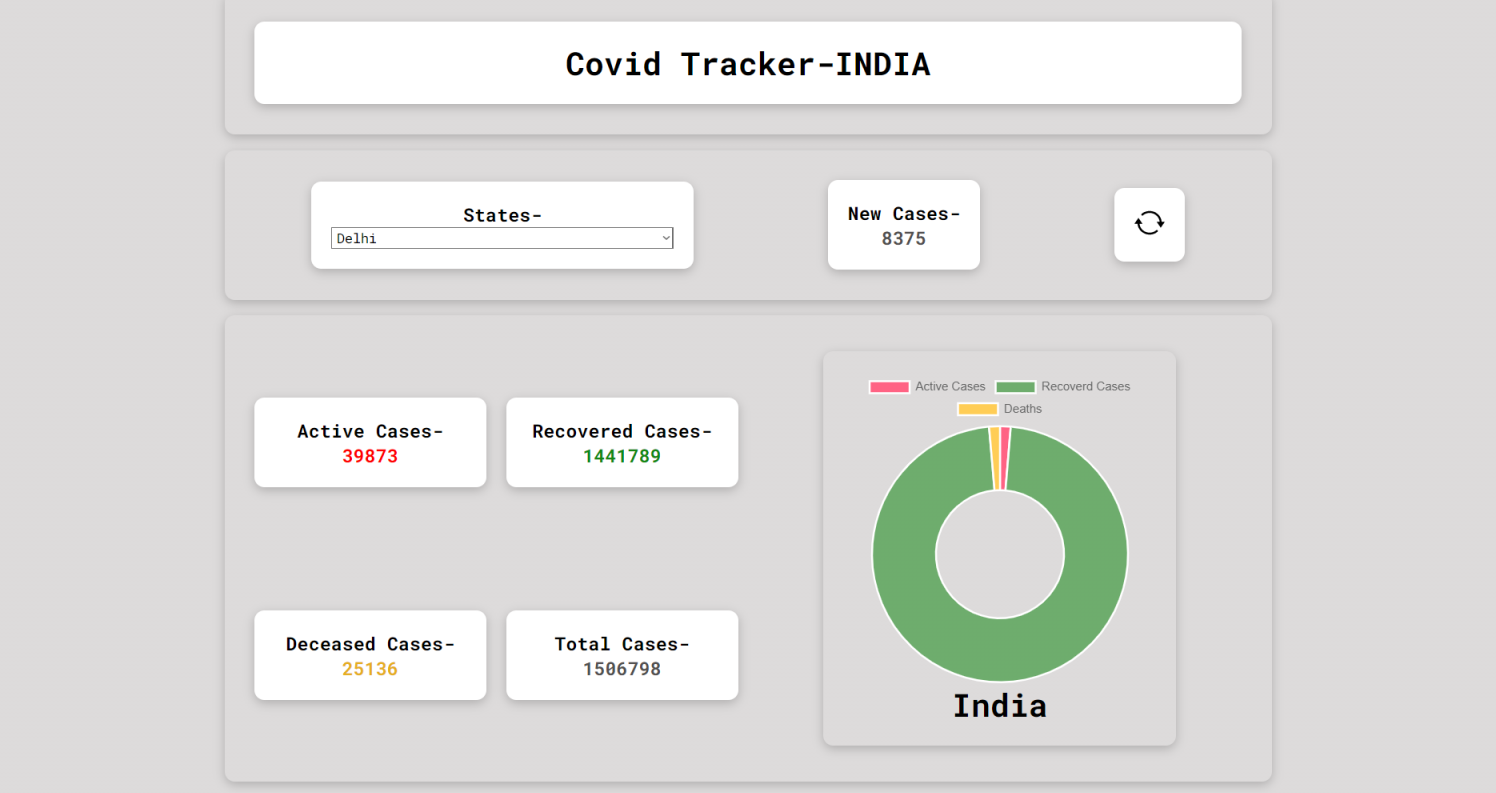 Covid Tracker-INDIA
States-
Delhi
New Cases-
8375
Active Cases-
39873
Recovered Cases-
1441789
Deceased Cases-
25136
Total Cases-
1506798
Active Cases Recoverd Cases
Deaths
India